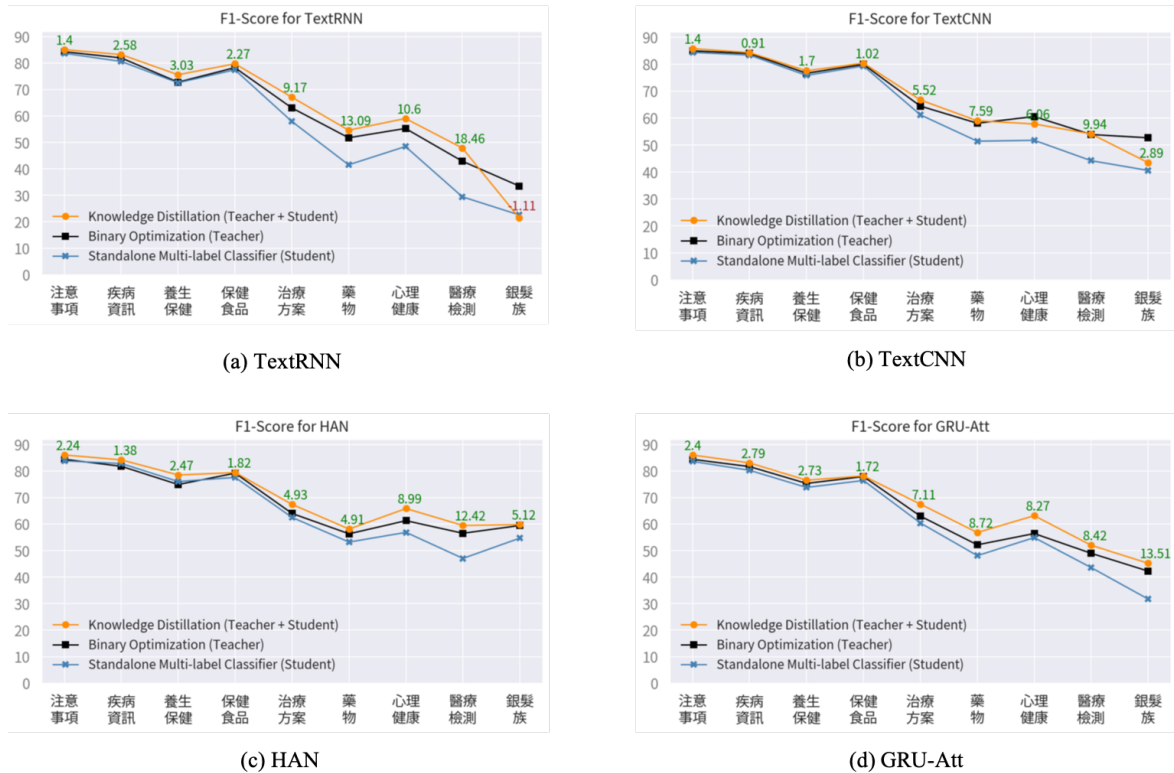 F1-Score for TextRNN
90
80
70
60
50
40
30
20
10
0
1.4
2.58
3.03
2.27
9.17
13.09
10.6
18.46
-1.11
Knowledge Distillation (Teacher + Student)
Binary Optimization (Teacher)
Standalone Multi-label Classifier (Student)
注意 疾病 養生 保健 治療 藥 心理 醫療 銀髮
事項 資訊 保健 食品 方案 物 健康 檢測 族
(a) TextRNN
F1-Score for TextCNN
90
80
70
60
50
40
30
20
10
0
1.4
0.91
1.7
1.02
5.52
7.59
6.06
9.94
2.89
Knowledge Distillation (Teacher + Student)
Binary Optimization (Teacher)
Standalone Multi-label Classifier (Student)
注意 疾病 養生 保健 治療 藥 心理 醫療 銀髮
事項 資訊 保健 食品 方案 物 健康 檢測 族
(b) TextCNN
F1-Score for HAN
90
80
70
60
50
40
30
20
10
0
2.24
1.38
2.47
1.82
4.93
4.91
8.99
12.42
5.12
Knowledge Distillation (Teacher + Student)
Binary Optimization (Teacher)
Standalone Multi-label Classifier (Student)
注意 疾病 養生 保健 治療 藥 心理 醫療 銀髮
事項 資訊 保健 食品 方案 物 健康 檢測 族
(c) HAN
F1-Score for GRU-Att
90
80
70
60
50
40
30
20
10
0
2.4
2.79
2.73
1.72
7.11
8.72
8.27
8.42
13.51
Knowledge Distillation (Teacher + Student)
Binary Optimization (Teacher)
Standalone Multi-label Classifier (Student)
注意 疾病 養生 保健 治療 藥 心理 醫療 銀髮
事項 資訊 保健 食品 方案 物 健康 檢測 族
(d) GRU-Att